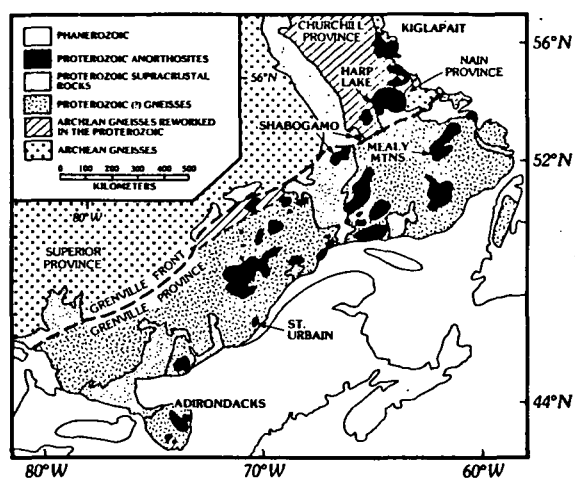 PHANEROZOIC
PROTEROZOIC ANORTHOSITES
PROTEROZOIC SUPRACRUSTAL
ROCKS
PROTEROZOIC (?) GNEISSES
ARCHEAN GNEISSES REWORKED
IN THE PROTEROZOIC
ARCHEAN GNEISSES
0 100 200 300 400 500
KILOMETERS
80°W
CHURCHILL
PROVINCE
KIGLAPAIT
56°N
56°N
HARP
LAKE
NAIN
PROVINCE
SHABOGAMO
MEALY
MTNS
52°N
SUPERIOR
PROVINCE
GRENVILLE FRONT
GRENVILLE PROVINCE
ST.
URBAIN
ADIRONDACKS
44°N
80°W
70°W
60°W